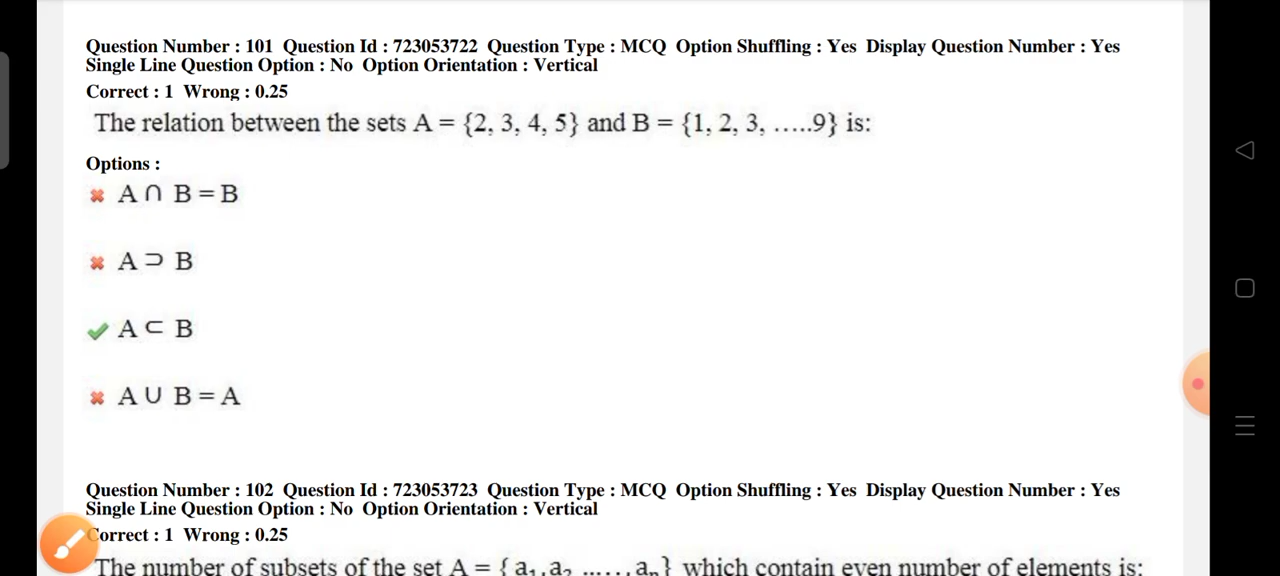 Question Number : 101 Question Id : 723053722 Question Type : MCQ Option Shuffling : Yes Display Question Number : Yes
Single Line Question Option : No Option Orientation : Vertical
Correct : 1 Wrong : 0.25
The relation between the sets A = {2, 3, 4, 5} and B = {1, 2, 3, .....9} is:
Options :
A ∩ B = B
A ⊃ B
A ⊂ B
A ∪ B = A
Question Number : 102 Question Id : 723053723 Question Type : MCQ Option Shuffling : Yes Display Question Number : Yes
Single Line Question Option : No Option Orientation : Vertical
Correct : 1 Wrong : 0.25
The number of subsets of the set A = { a₁, a₂ ......, aₙ} which contain even number of elements is: